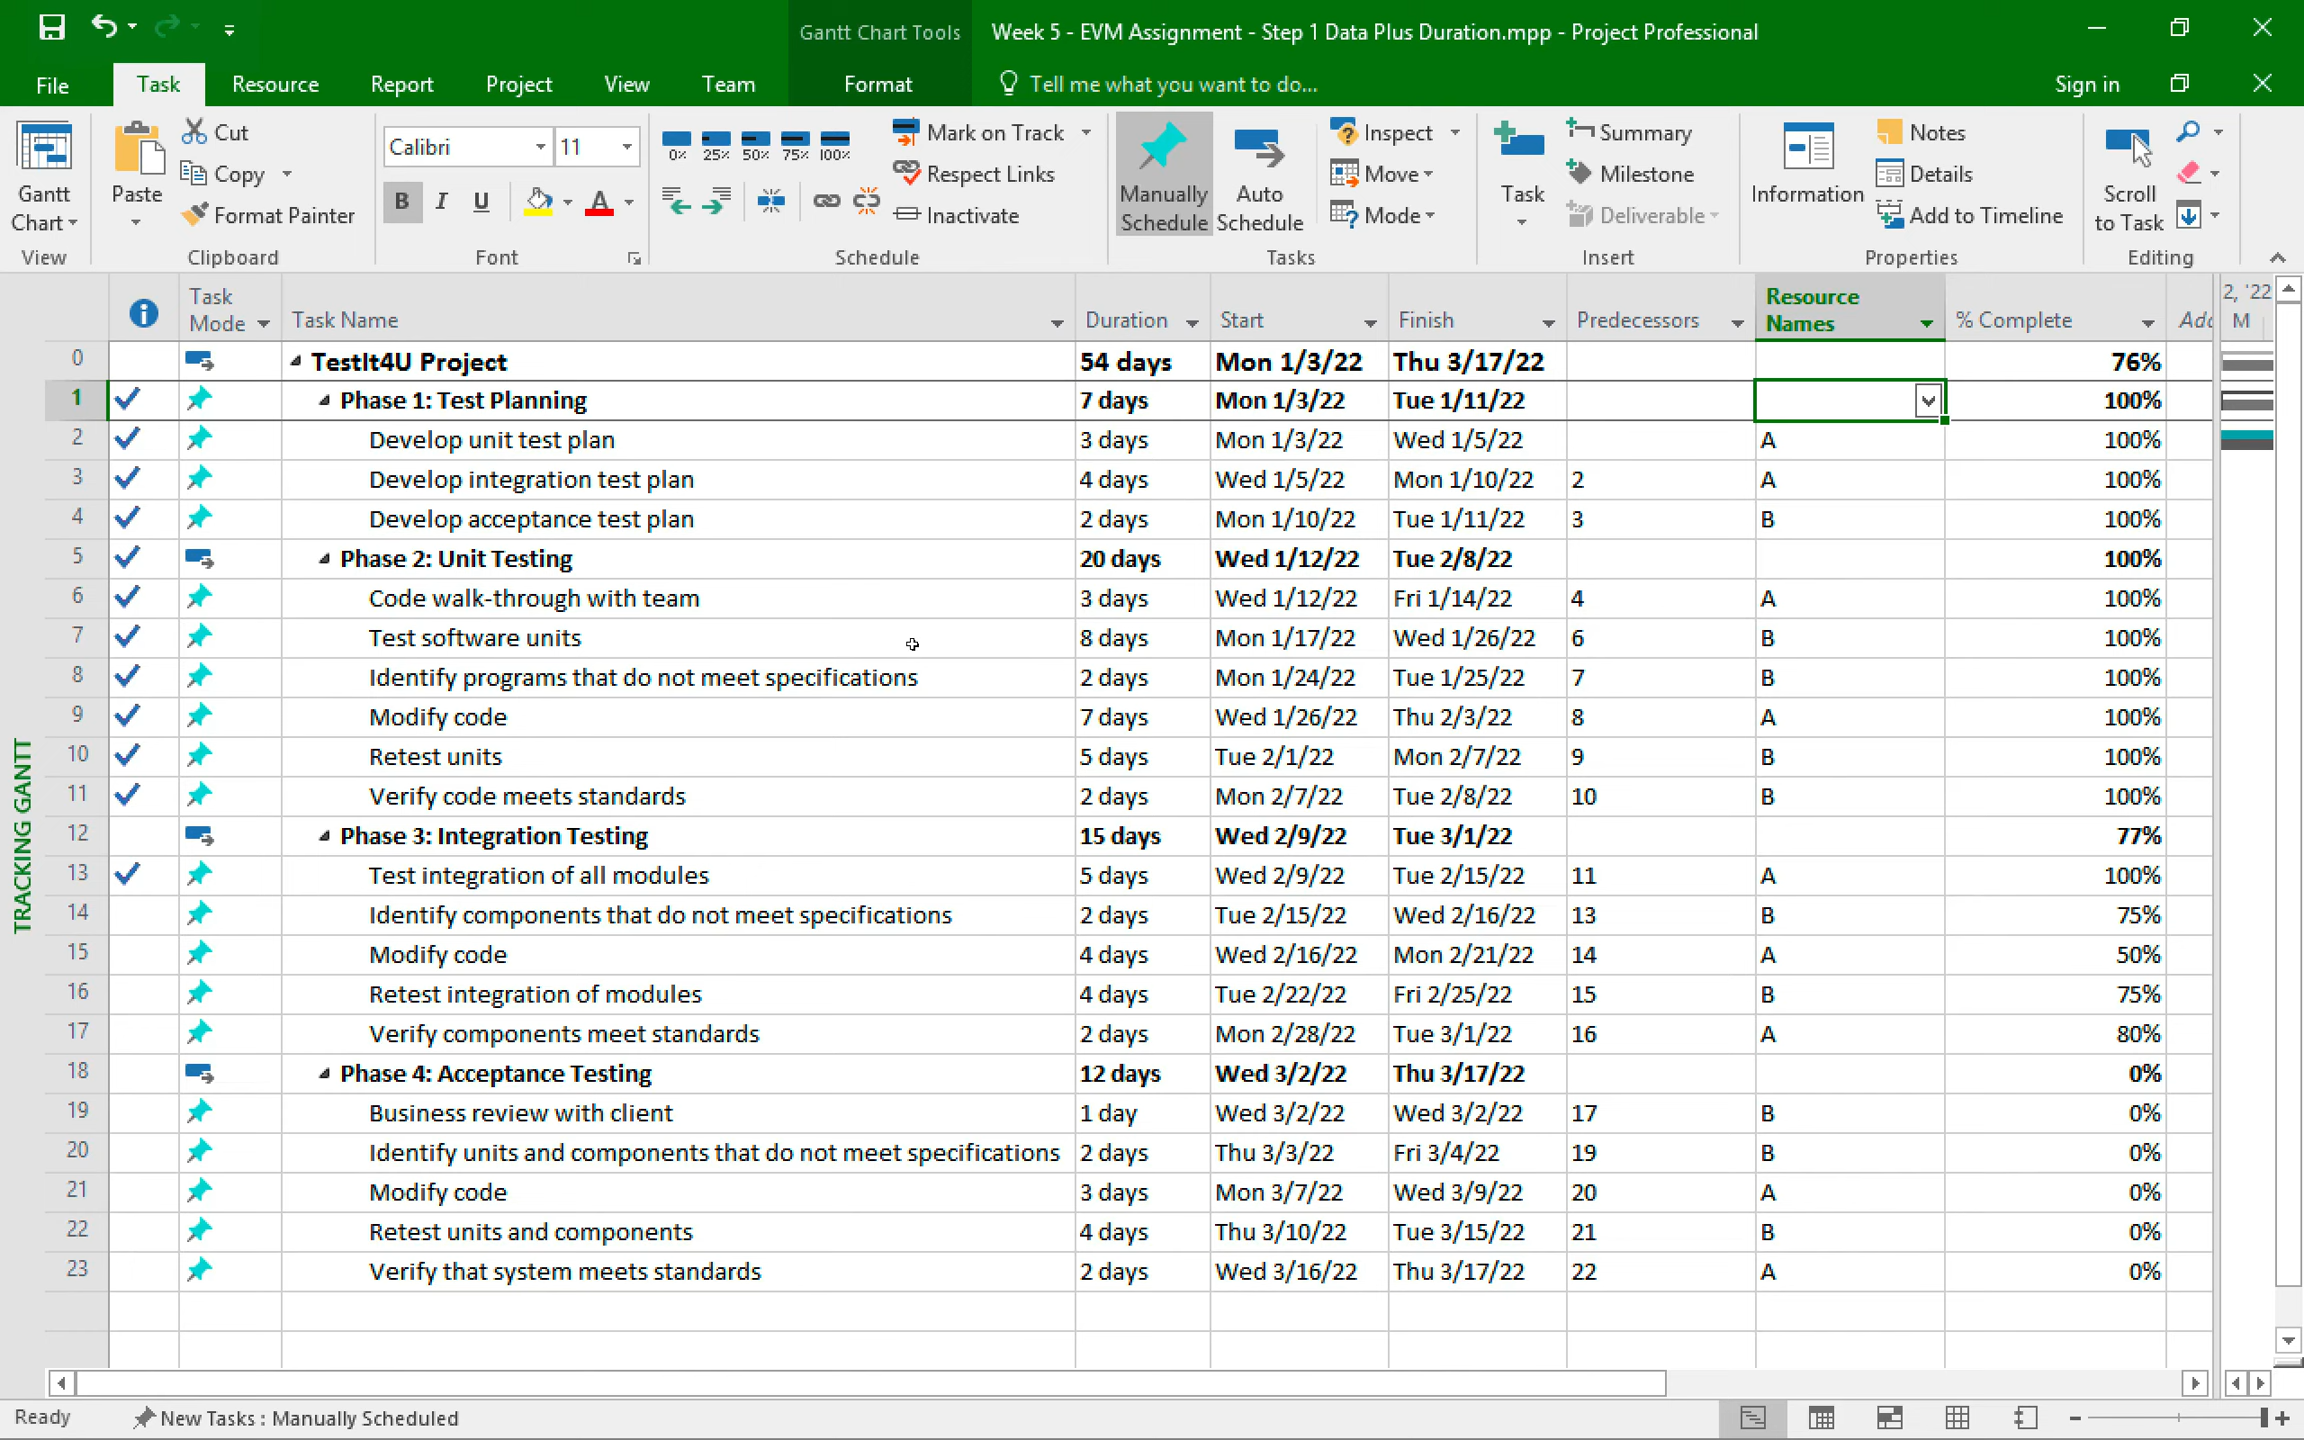 Gantt Chart Tools Week 5 - EVM Assignment - Step 1 Data Plus Duration.mpp - Project Professional
File Task Resource Report Project View Team Format Tell me what you want to do... Sign in
Gantt Chart
View
Paste
Cut
Copy
Format Painter
Clipboard
Calibri 11
B I U A
Font
0% 25% 50% 75% 100%
Mark on Track
Respect Links
Inactivate
Schedule
Manually Schedule
Auto Schedule
Inspect
Move
Mode
Tasks
Task
Summary
Milestone
Deliverable
Insert
Information
Notes
Details
Add to Timeline
Properties
Scroll to Task
Editing
Task Mode Task Name Duration Start Finish Predecessors Resource Names % Complete 2, '22 M
0 TestIt4U Project 54 days Mon 1/3/22 Thu 3/17/22 76%
1 Phase 1: Test Planning 7 days Mon 1/3/22 Tue 1/11/22 100%
2 Develop unit test plan 3 days Mon 1/3/22 Wed 1/5/22 A 100%
3 Develop integration test plan 4 days Wed 1/5/22 Mon 1/10/22 2 A 100%
4 Develop acceptance test plan 2 days Mon 1/10/22 Tue 1/11/22 3 B 100%
5 Phase 2: Unit Testing 20 days Wed 1/12/22 Tue 2/8/22 100%
6 Code walk-through with team 3 days Wed 1/12/22 Fri 1/14/22 4 A 100%
7 Test software units 8 days Mon 1/17/22 Wed 1/26/22 6 B 100%
8 Identify programs that do not meet specifications 2 days Mon 1/24/22 Tue 1/25/22 7 B 100%
9 Modify code 7 days Wed 1/26/22 Thu 2/3/22 8 A 100%
10 Retest units 5 days Tue 2/1/22 Mon 2/7/22 9 B 100%
11 Verify code meets standards 2 days Mon 2/7/22 Tue 2/8/22 10 B 100%
12 Phase 3: Integration Testing 15 days Wed 2/9/22 Tue 3/1/22 77%
13 Test integration of all modules 5 days Wed 2/9/22 Tue 2/15/22 11 A 100%
14 Identify components that do not meet specifications 2 days Tue 2/15/22 Wed 2/16/22 13 B 75%
15 Modify code 4 days Wed 2/16/22 Mon 2/21/22 14 A 50%
16 Retest integration of modules 4 days Tue 2/22/22 Fri 2/25/22 15 B 75%
17 Verify components meet standards 2 days Mon 2/28/22 Tue 3/1/22 16 A 80%
18 Phase 4: Acceptance Testing 12 days Wed 3/2/22 Thu 3/17/22 0%
19 Business review with client 1 day Wed 3/2/22 Wed 3/2/22 17 B 0%
20 Identify units and components that do not meet specifications 2 days Thu 3/3/22 Fri 3/4/22 19 B 0%
21 Modify code 3 days Mon 3/7/22 Wed 3/9/22 20 A 0%
22 Retest units and components 4 days Thu 3/10/22 Tue 3/15/22 21 B 0%
23 Verify that system meets standards 2 days Wed 3/16/22 Thu 3/17/22 22 A 0%
TRACKING GANTT
Ready New Tasks : Manually Scheduled